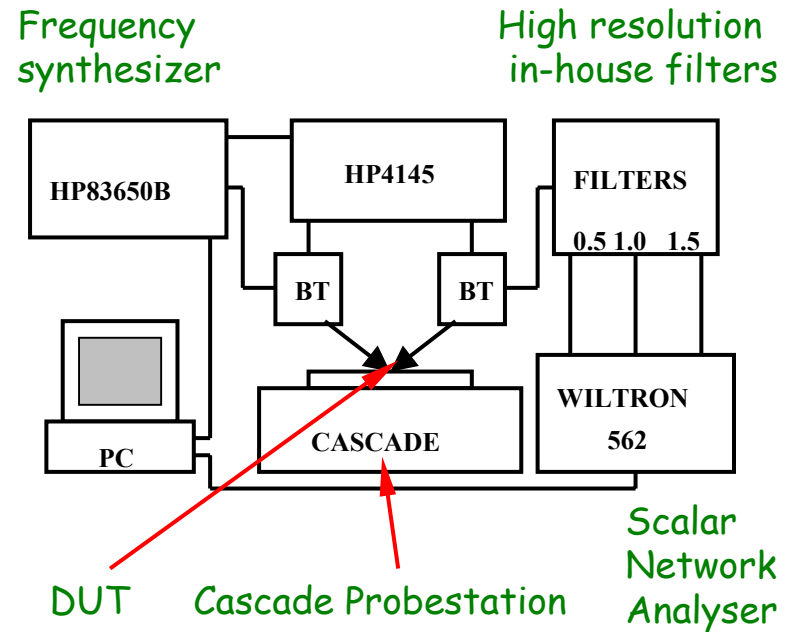 Frequency
synthesizer
High resolution
in-house filters
HP83650B
HP4145
FILTERS
0.5 1.0 1.5
BT
BT
PC
CASCADE
WILTRON
562
DUT
Cascade Probestation
Scalar
Network
Analyser